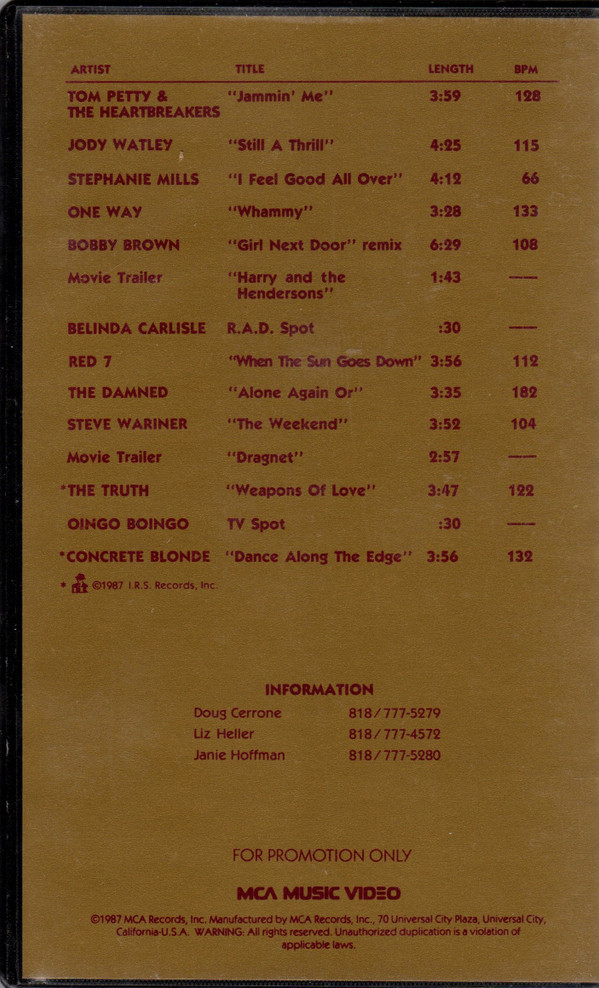 ARTIST TITLE LENGTH BPM
TOM PETTY & "Jammin' Me" 3:59 128
THE HEARTBREAKERS
JODY WATLEY "Still A Thrill" 4:25 115
STEPHANIE MILLS "I Feel Good All Over" 4:12 66
ONE WAY "Whammy" 3:28 133
BOBBY BROWN "Girl Next Door" remix 6:29 108
Movie Trailer "Harry and the 1:43 —
Hendersons"
BELINDA CARLISLE R.A.D. Spot :30 —
RED 7 "When The Sun Goes Down" 3:56 112
THE DAMNED "Alone Again Or" 3:35 182
STEVE WARINER "The Weekend" 3:52 104
Movie Trailer "Dragnet" 2:57 —
*THE TRUTH "Weapons Of Love" 3:47 122
OINGO BOINGO TV Spot :30 —
*CONCRETE BLONDE "Dance Along The Edge" 3:56 132
* ©1987 I.R.S. Records, Inc.
INFORMATION
Doug Cerrone 818/777-5279
Liz Heller 818/777-4572
Janie Hoffman 818/777-5280
FOR PROMOTION ONLY
MCA MUSIC VIDEO
©1987 MCA Records, Inc. Manufactured by MCA Records, Inc., 70 Universal City Plaza, Universal City,
California-U.S.A. WARNING: All rights reserved. Unauthorized duplication is a violation of
applicable laws.